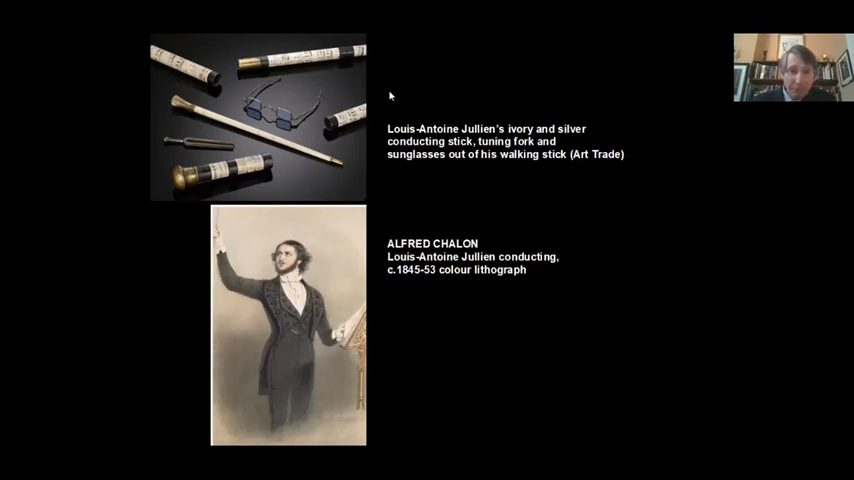 Louis-Antoine Jullien's ivory and silver
conducting stick, tuning fork and
sunglasses out of his walking stick (Art Trade)
ALFRED CHALON
Louis-Antoine Jullien conducting,
c.1845-53 colour lithograph